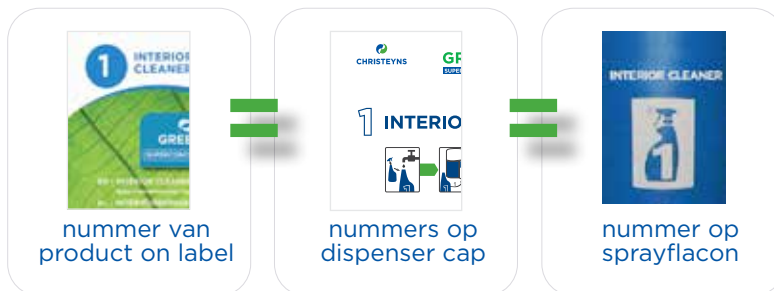 1 INTERIOR
CLEANER
GREE
nummer van
product on label
=
CHRISTEYNS
GR
SUPER
1 INTERIO
nummers op
dispenser cap
=
INTERIOR CLEANER
1
nummer op
sprayflacon